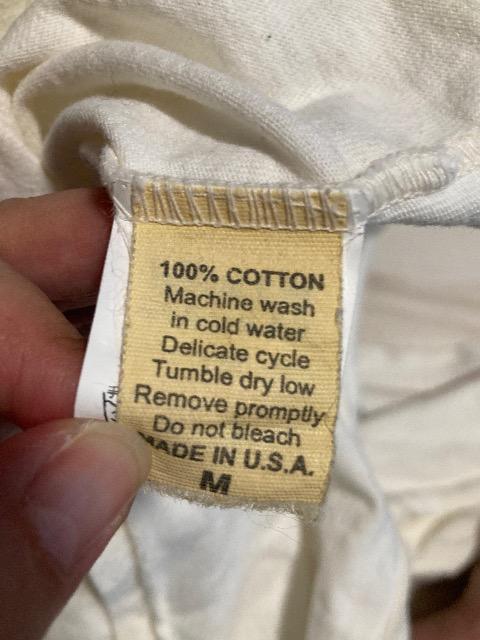 100% COTTON
Machine wash
in cold water
Delicate cycle
Tumble dry low
Remove promptly
Do not bleach
MADE IN U.S.A.
M